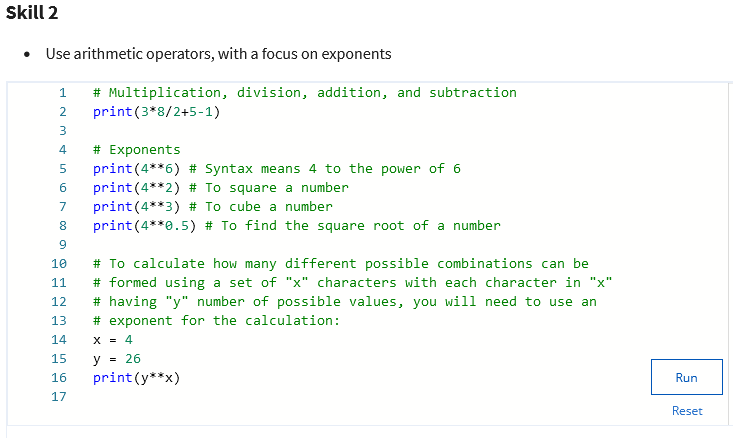 Skill 2
• Use arithmetic operators, with a focus on exponents
1 # Multiplication, division, addition, and subtraction
2 print(3*8/2+5-1)
3
4 # Exponents
5 print(4**6) # Syntax means 4 to the power of 6
6 print(4**2) # To square a number
7 print(4**3) # To cube a number
8 print(4**0.5) # To find the square root of a number
9
10 # To calculate how many different possible combinations can be
11 # formed using a set of "x" characters with each character in "x"
12 # having "y" number of possible values, you will need to use an
13 # exponent for the calculation:
14 x = 4
15 y = 26
16 print(y**x)
17
Run
Reset